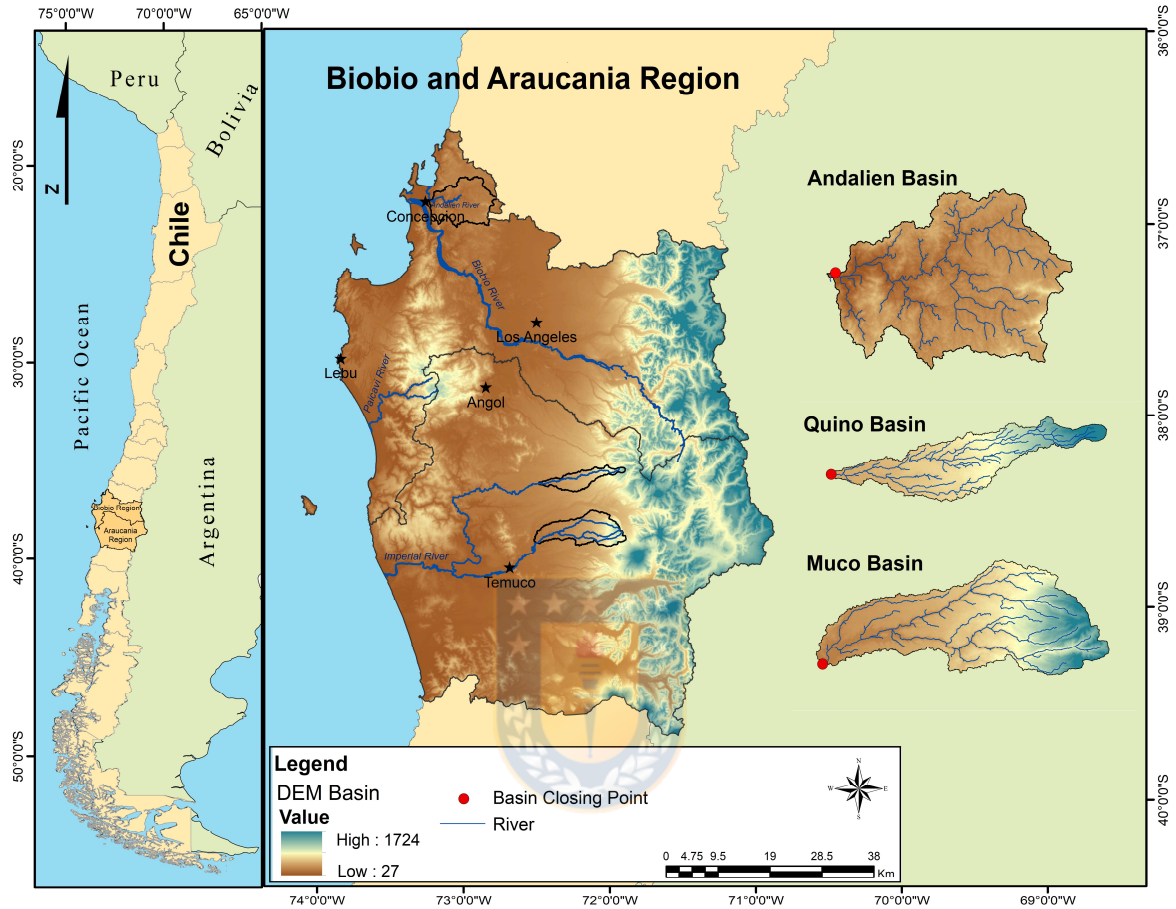 75°0'0"W
70°0'0"W
65°0'0"W
20°0'0"S
30°0'0"S
40°0'0"S
50°0'0"S
Peru
Bolivia
Z
Chile
Pacific Ocean
Argentina
Biobio Region
Araucania
Region
Biobio and Araucania Region
Andalien River
Concepcion
Biobio River
Los Angeles
Lebu
Paicavi River
Angol
Imperial River
Temuco
Andalien Basin
Quino Basin
Muco Basin
36°0'0"S
37°0'0"S
38°0'0"S
39°0'0"S
40°0'0"S
Legend
DEM Basin
Value
High : 1724
Low : 27
Basin Closing Point
River
N
W
E
S
0 4.75 9.5 19 28.5 38
Km
74°0'0"W
73°0'0"W
72°0'0"W
71°0'0"W
70°0'0"W
69°0'0"W